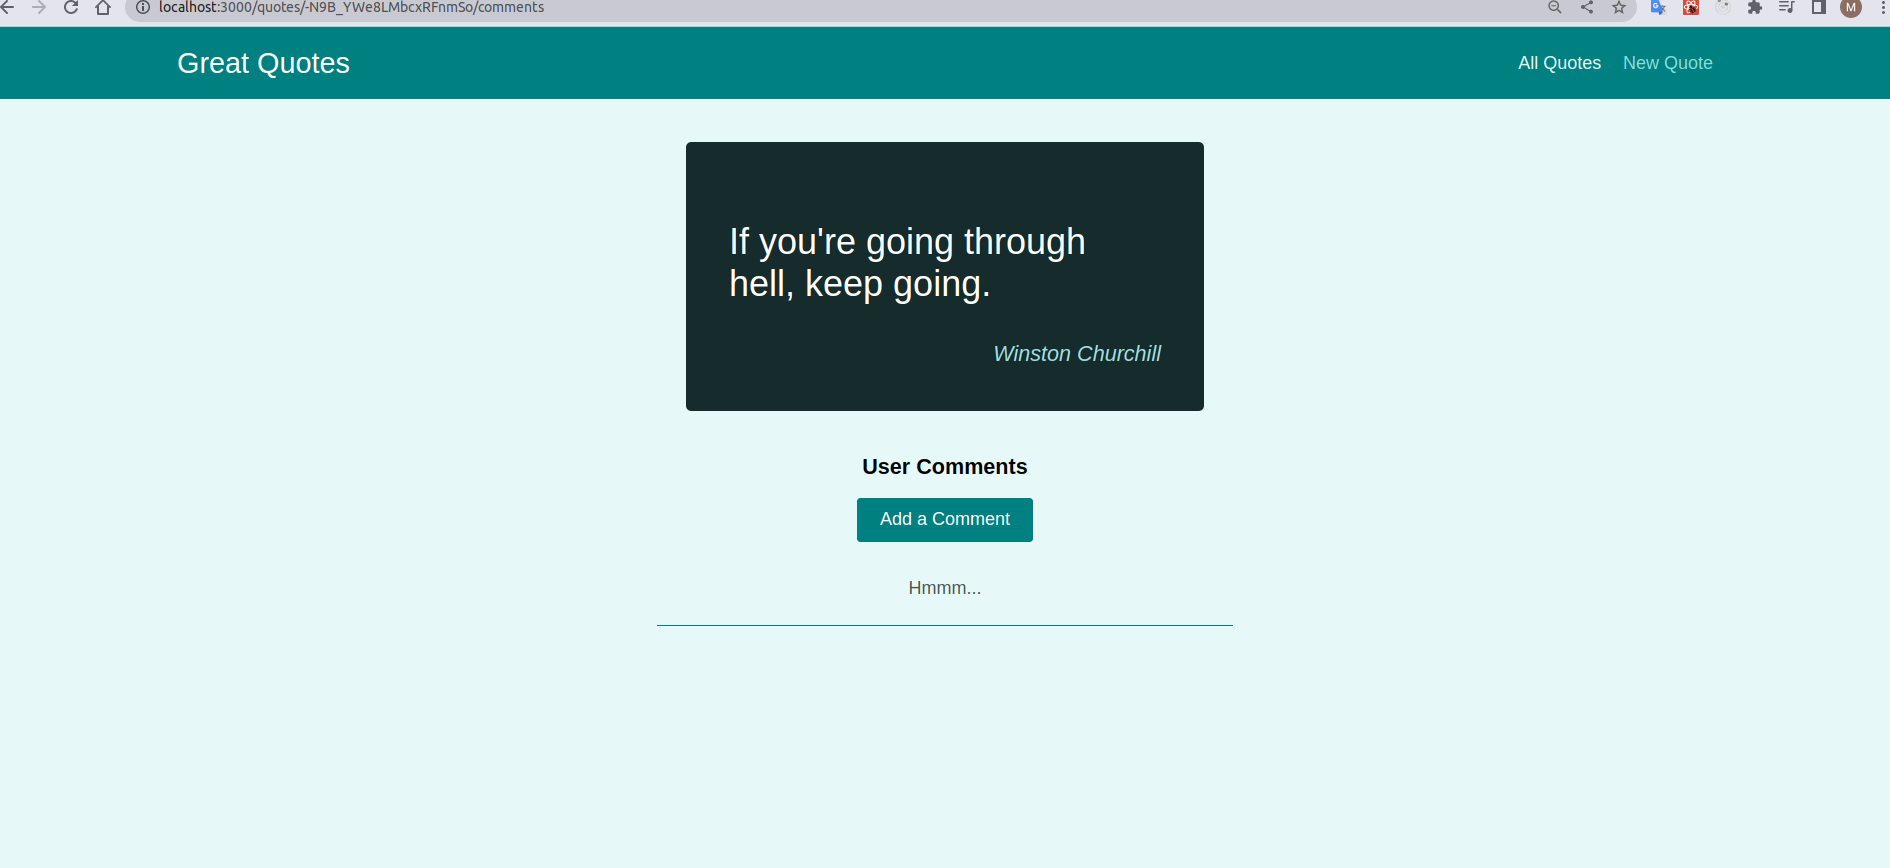 localhost:3000/quotes/-N9B_YWe8LMbcxRFnmSo/comments
M
Great Quotes
All Quotes New Quote
If you're going through
hell, keep going.
Winston Churchill
User Comments
Add a Comment
Hmmm...